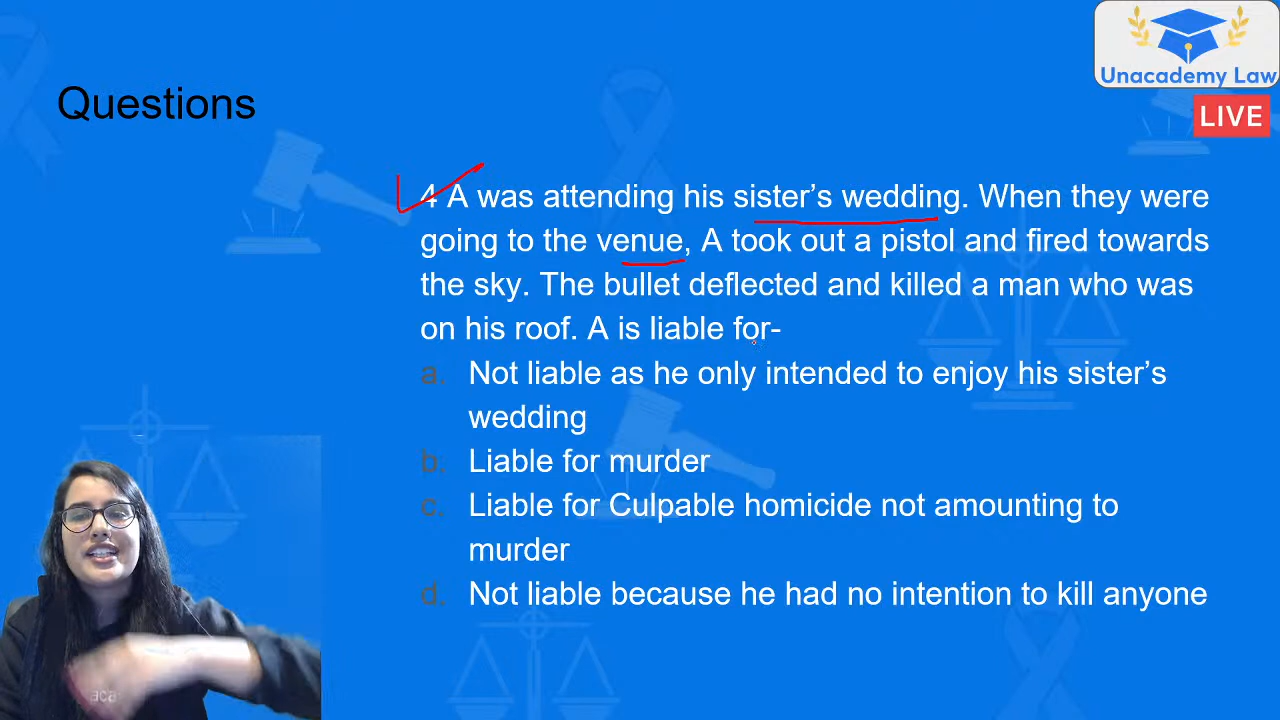 Unacademy Law
LIVE
Questions
4 A was attending his sister’s wedding. When they were
going to the venue, A took out a pistol and fired towards
the sky. The bullet deflected and killed a man who was
on his roof. A is liable for-
a. Not liable as he only intended to enjoy his sister’s
wedding
b. Liable for murder
c. Liable for Culpable homicide not amounting to
murder
d. Not liable because he had no intention to kill anyone